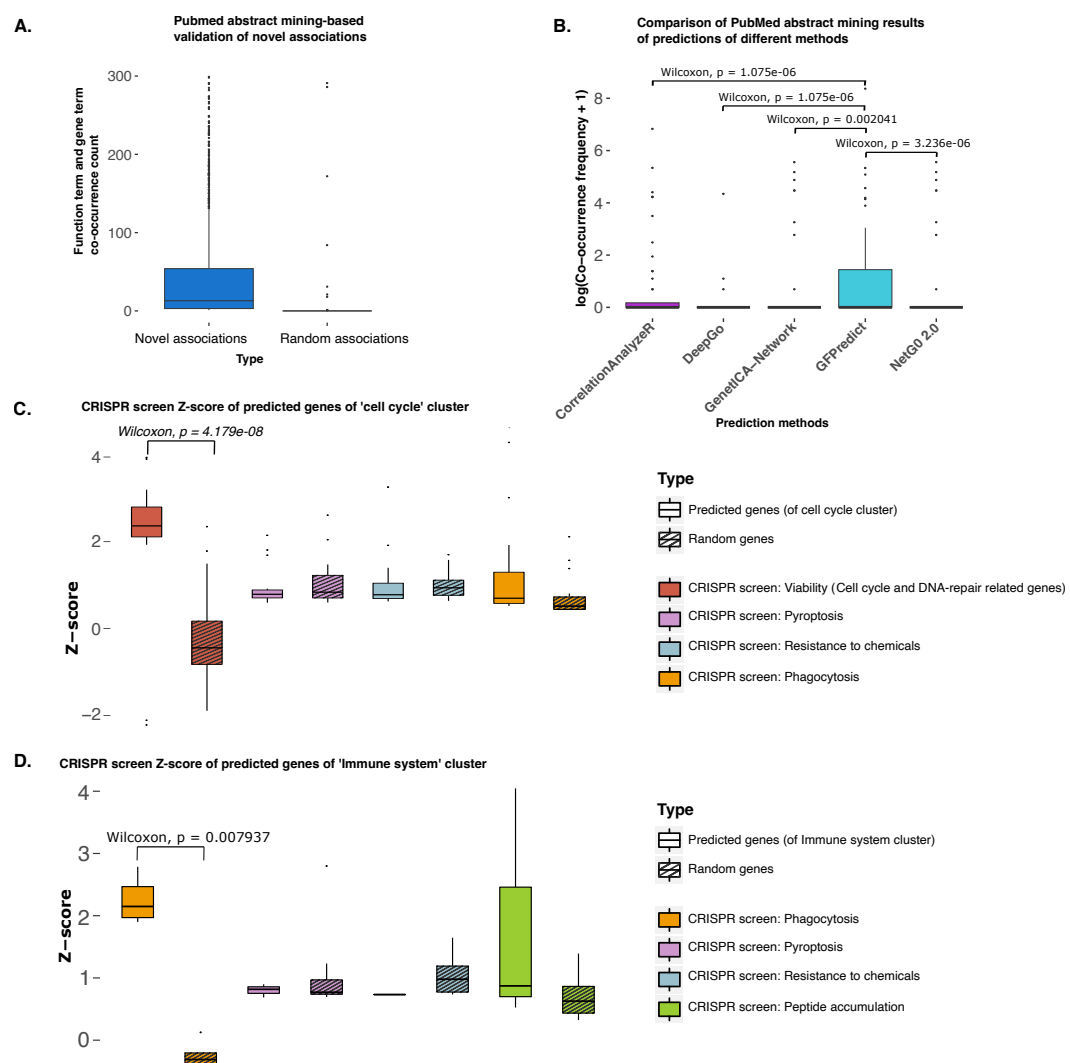 A.
Pubmed abstract mining-based
validation of novel associations
Function term and gene term
co-occurrence count
300
200
100
0
Novel associations
Random associations
Type
B.
Comparison of PubMed abstract mining results
of predictions of different methods
log(Co-occurrence frequency + 1)
Wilcoxon, p = 1.075e-06
Wilcoxon, p = 1.075e-06
Wilcoxon, p = 0.002041
Wilcoxon, p = 3.236e-06
8
6
4
2
0
CorrelationAnalyzeR
DeepGo
GenetICA-Network
GFPredict
NetG0 2.0
Prediction methods
C.
CRISPR screen Z-score of predicted genes of 'cell cycle' cluster
Wilcoxon, p = 4.179e-08
Z-score
4
2
0
-2
Type
Predicted genes (of cell cycle cluster)
Random genes
CRISPR screen: Viability (Cell cycle and DNA-repair related genes)
CRISPR screen: Pyroptosis
CRISPR screen: Resistance to chemicals
CRISPR screen: Phagocytosis
D.
CRISPR screen Z-score of predicted genes of 'Immune system' cluster
Wilcoxon, p = 0.007937
Z-score
4
3
2
1
0
Type
Predicted genes (of Immune system cluster)
Random genes
CRISPR screen: Phagocytosis
CRISPR screen: Pyroptosis
CRISPR screen: Resistance to chemicals
CRISPR screen: Peptide accumulation